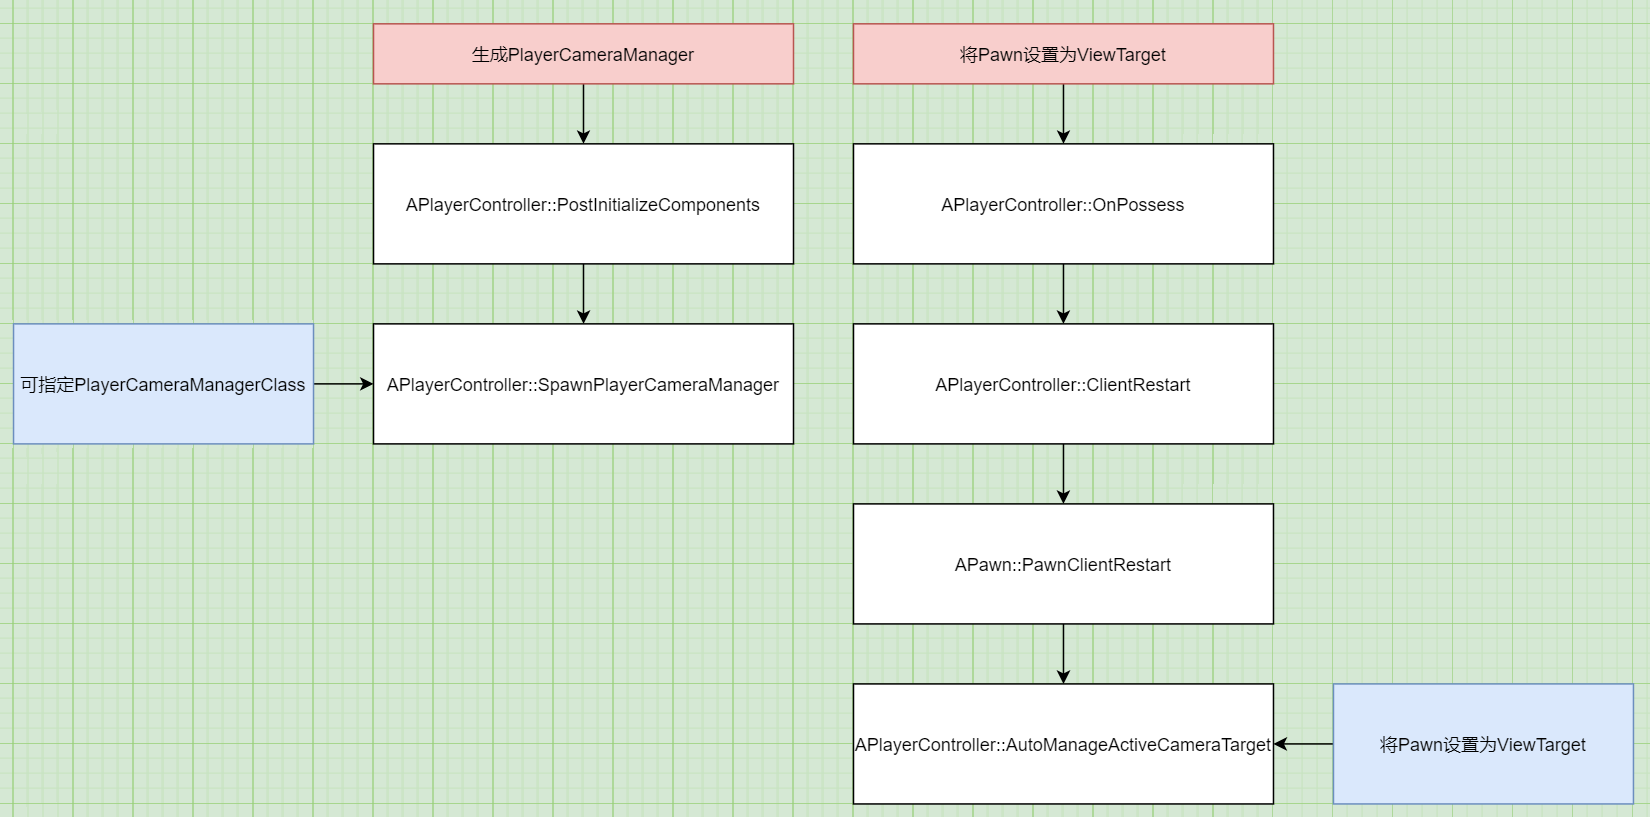 生成PlayerCameraManager
将Pawn设置为ViewTarget
APlayerController::PostInitializeComponents
APlayerController::OnPossess
可指定PlayerCameraManagerClass
APlayerController::SpawnPlayerCameraManager
APlayerController::ClientRestart
APawn::PawnClientRestart
APlayerController::AutoManageActiveCameraTarget
将Pawn设置为ViewTarget